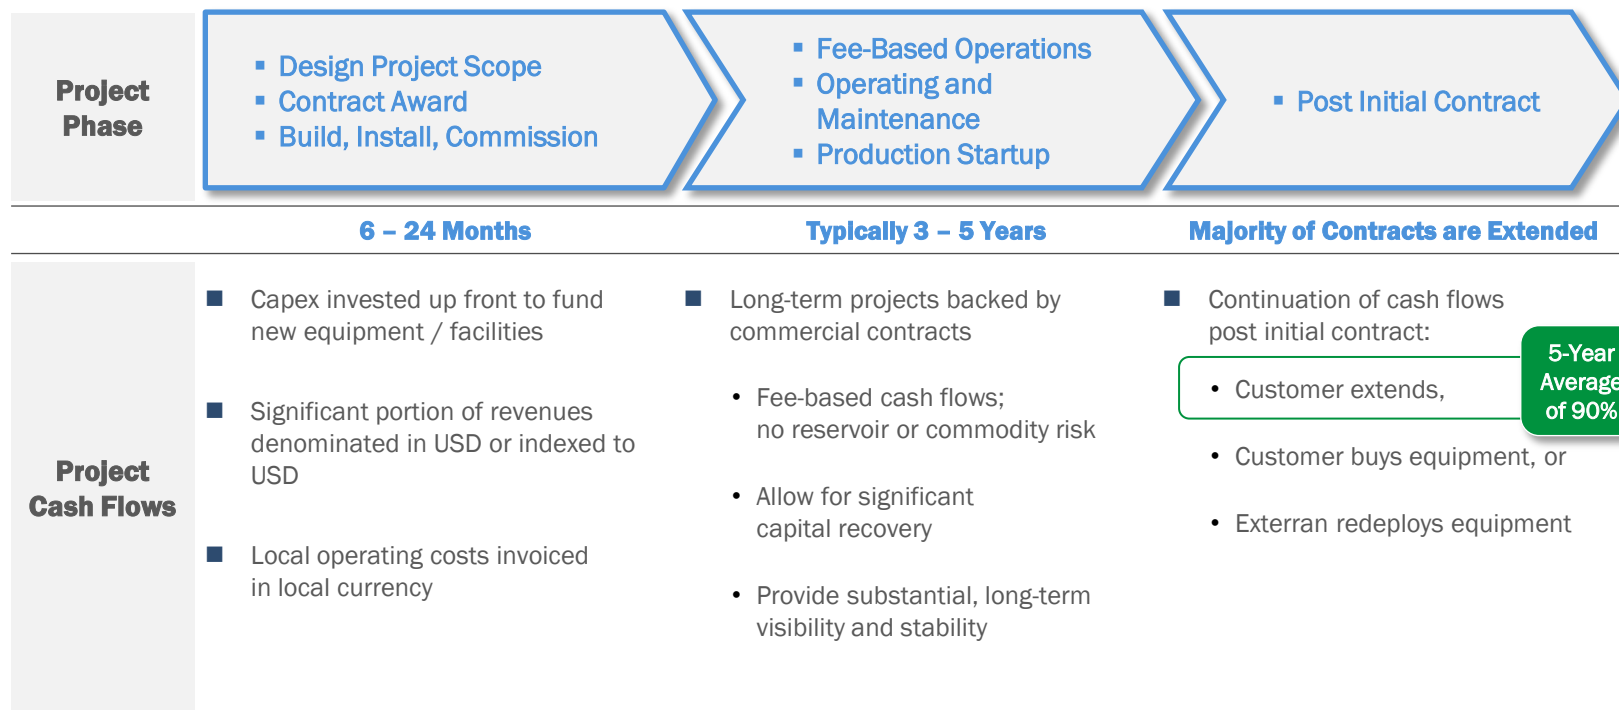 Project
Phase
▪ Design Project Scope
▪ Contract Award
▪ Build, Install, Commission
▪ Fee-Based Operations
▪ Operating and
Maintenance
▪ Production Startup
▪ Post Initial Contract
6 – 24 Months
Typically 3 – 5 Years
Majority of Contracts are Extended
Project
Cash Flows
■ Capex invested up front to fund
new equipment / facilities
■ Significant portion of revenues
denominated in USD or indexed to
USD
■ Local operating costs invoiced
in local currency
■ Long-term projects backed by
commercial contracts
• Fee-based cash flows;
no reservoir or commodity risk
• Allow for significant
capital recovery
• Provide substantial, long-term
visibility and stability
■ Continuation of cash flows
post initial contract:
• Customer extends,
5-Year
Average
of 90%
• Customer buys equipment, or
• Exterran redeploys equipment